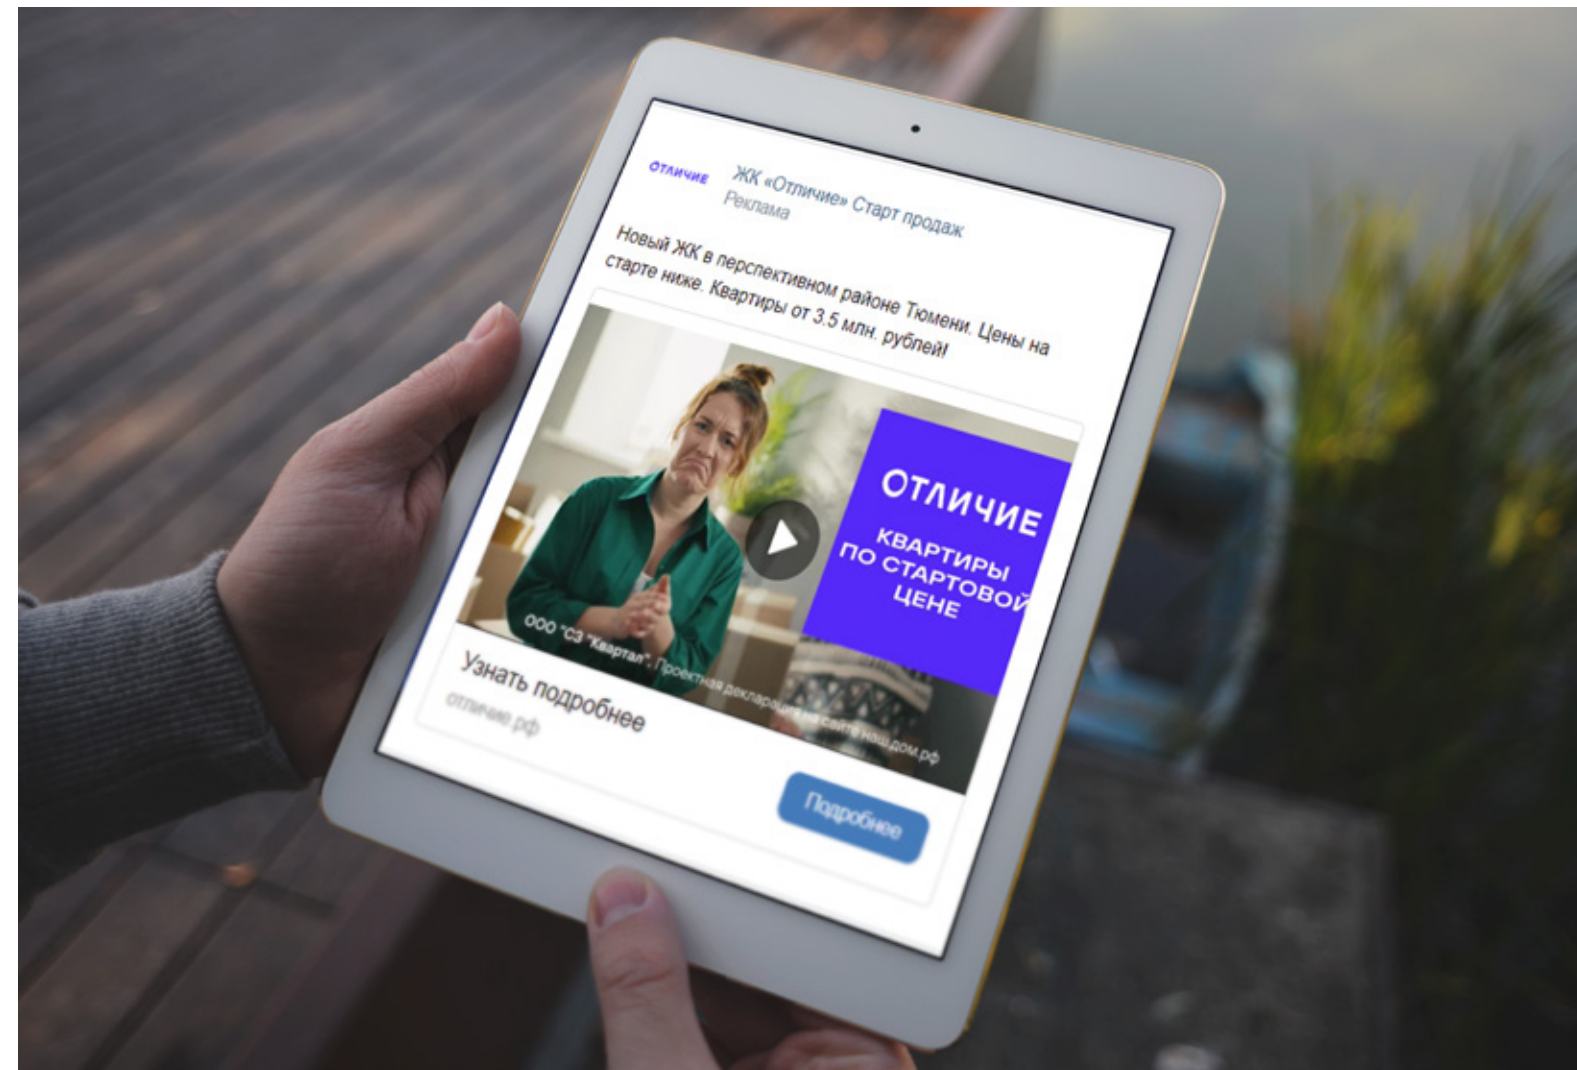 ОТЛИЧИЕ
ЖК «Отличие» Старт продаж
Реклама
Новый ЖК в перспективном районе Тюмени. Цены на
старте ниже. Квартиры от 3.5 млн. рублей!
ОТЛИЧИЕ
КВАРТИРЫ
ПО СТАРТОВОЙ
ЦЕНЕ
ООО "СЗ "Квартал". Проектная декларация на сайте наш.дом.рф
Узнать подробнее
отличие.рф
Подробнее